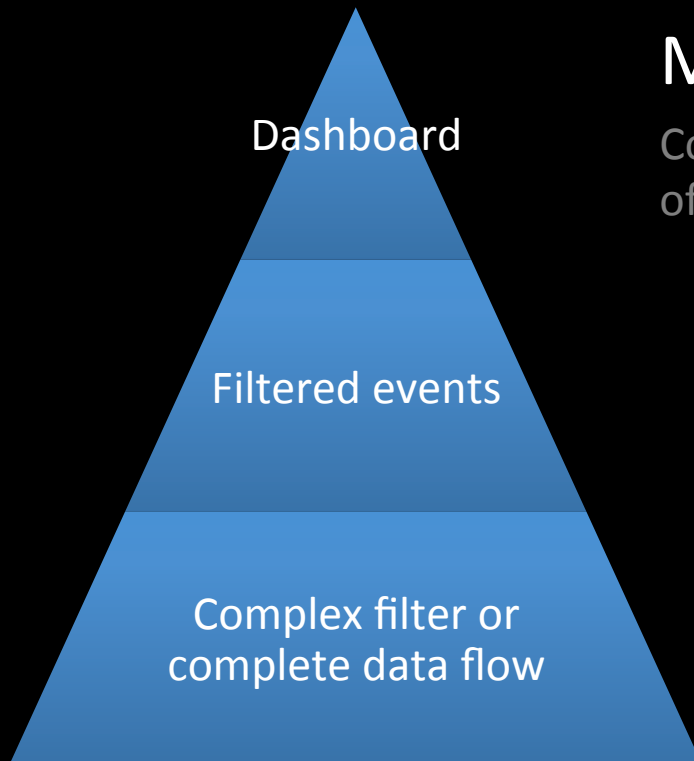 Dashboard
Filtered events
Complex filter or
complete data flow